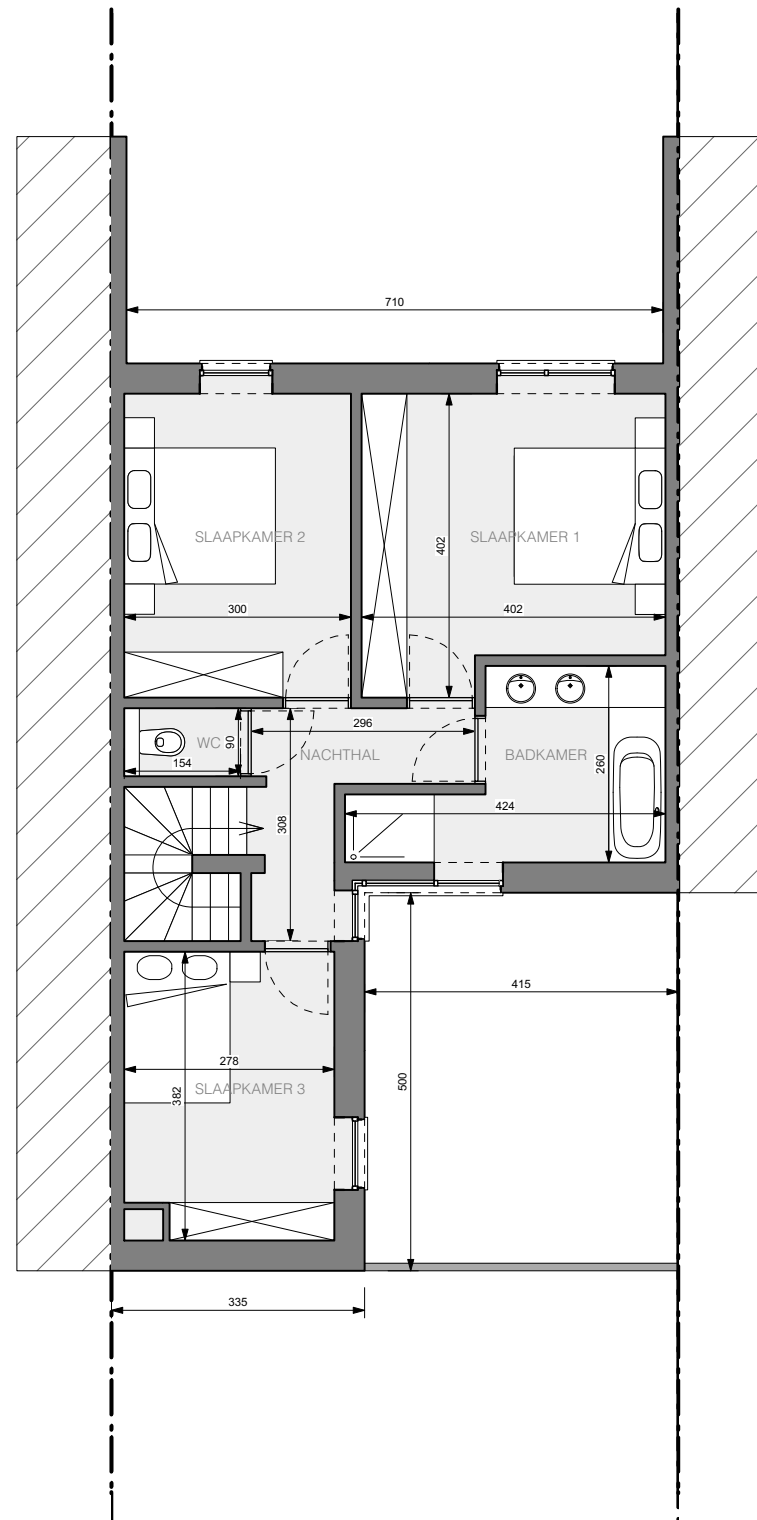 710
SLAAPKAMER 2
SLAAPKAMER 1
402
300
402
296
WC
90
NACHTHAL
BADKAMER
154
260
424
308
415
278
SLAAPKAMER 3
382
500
335